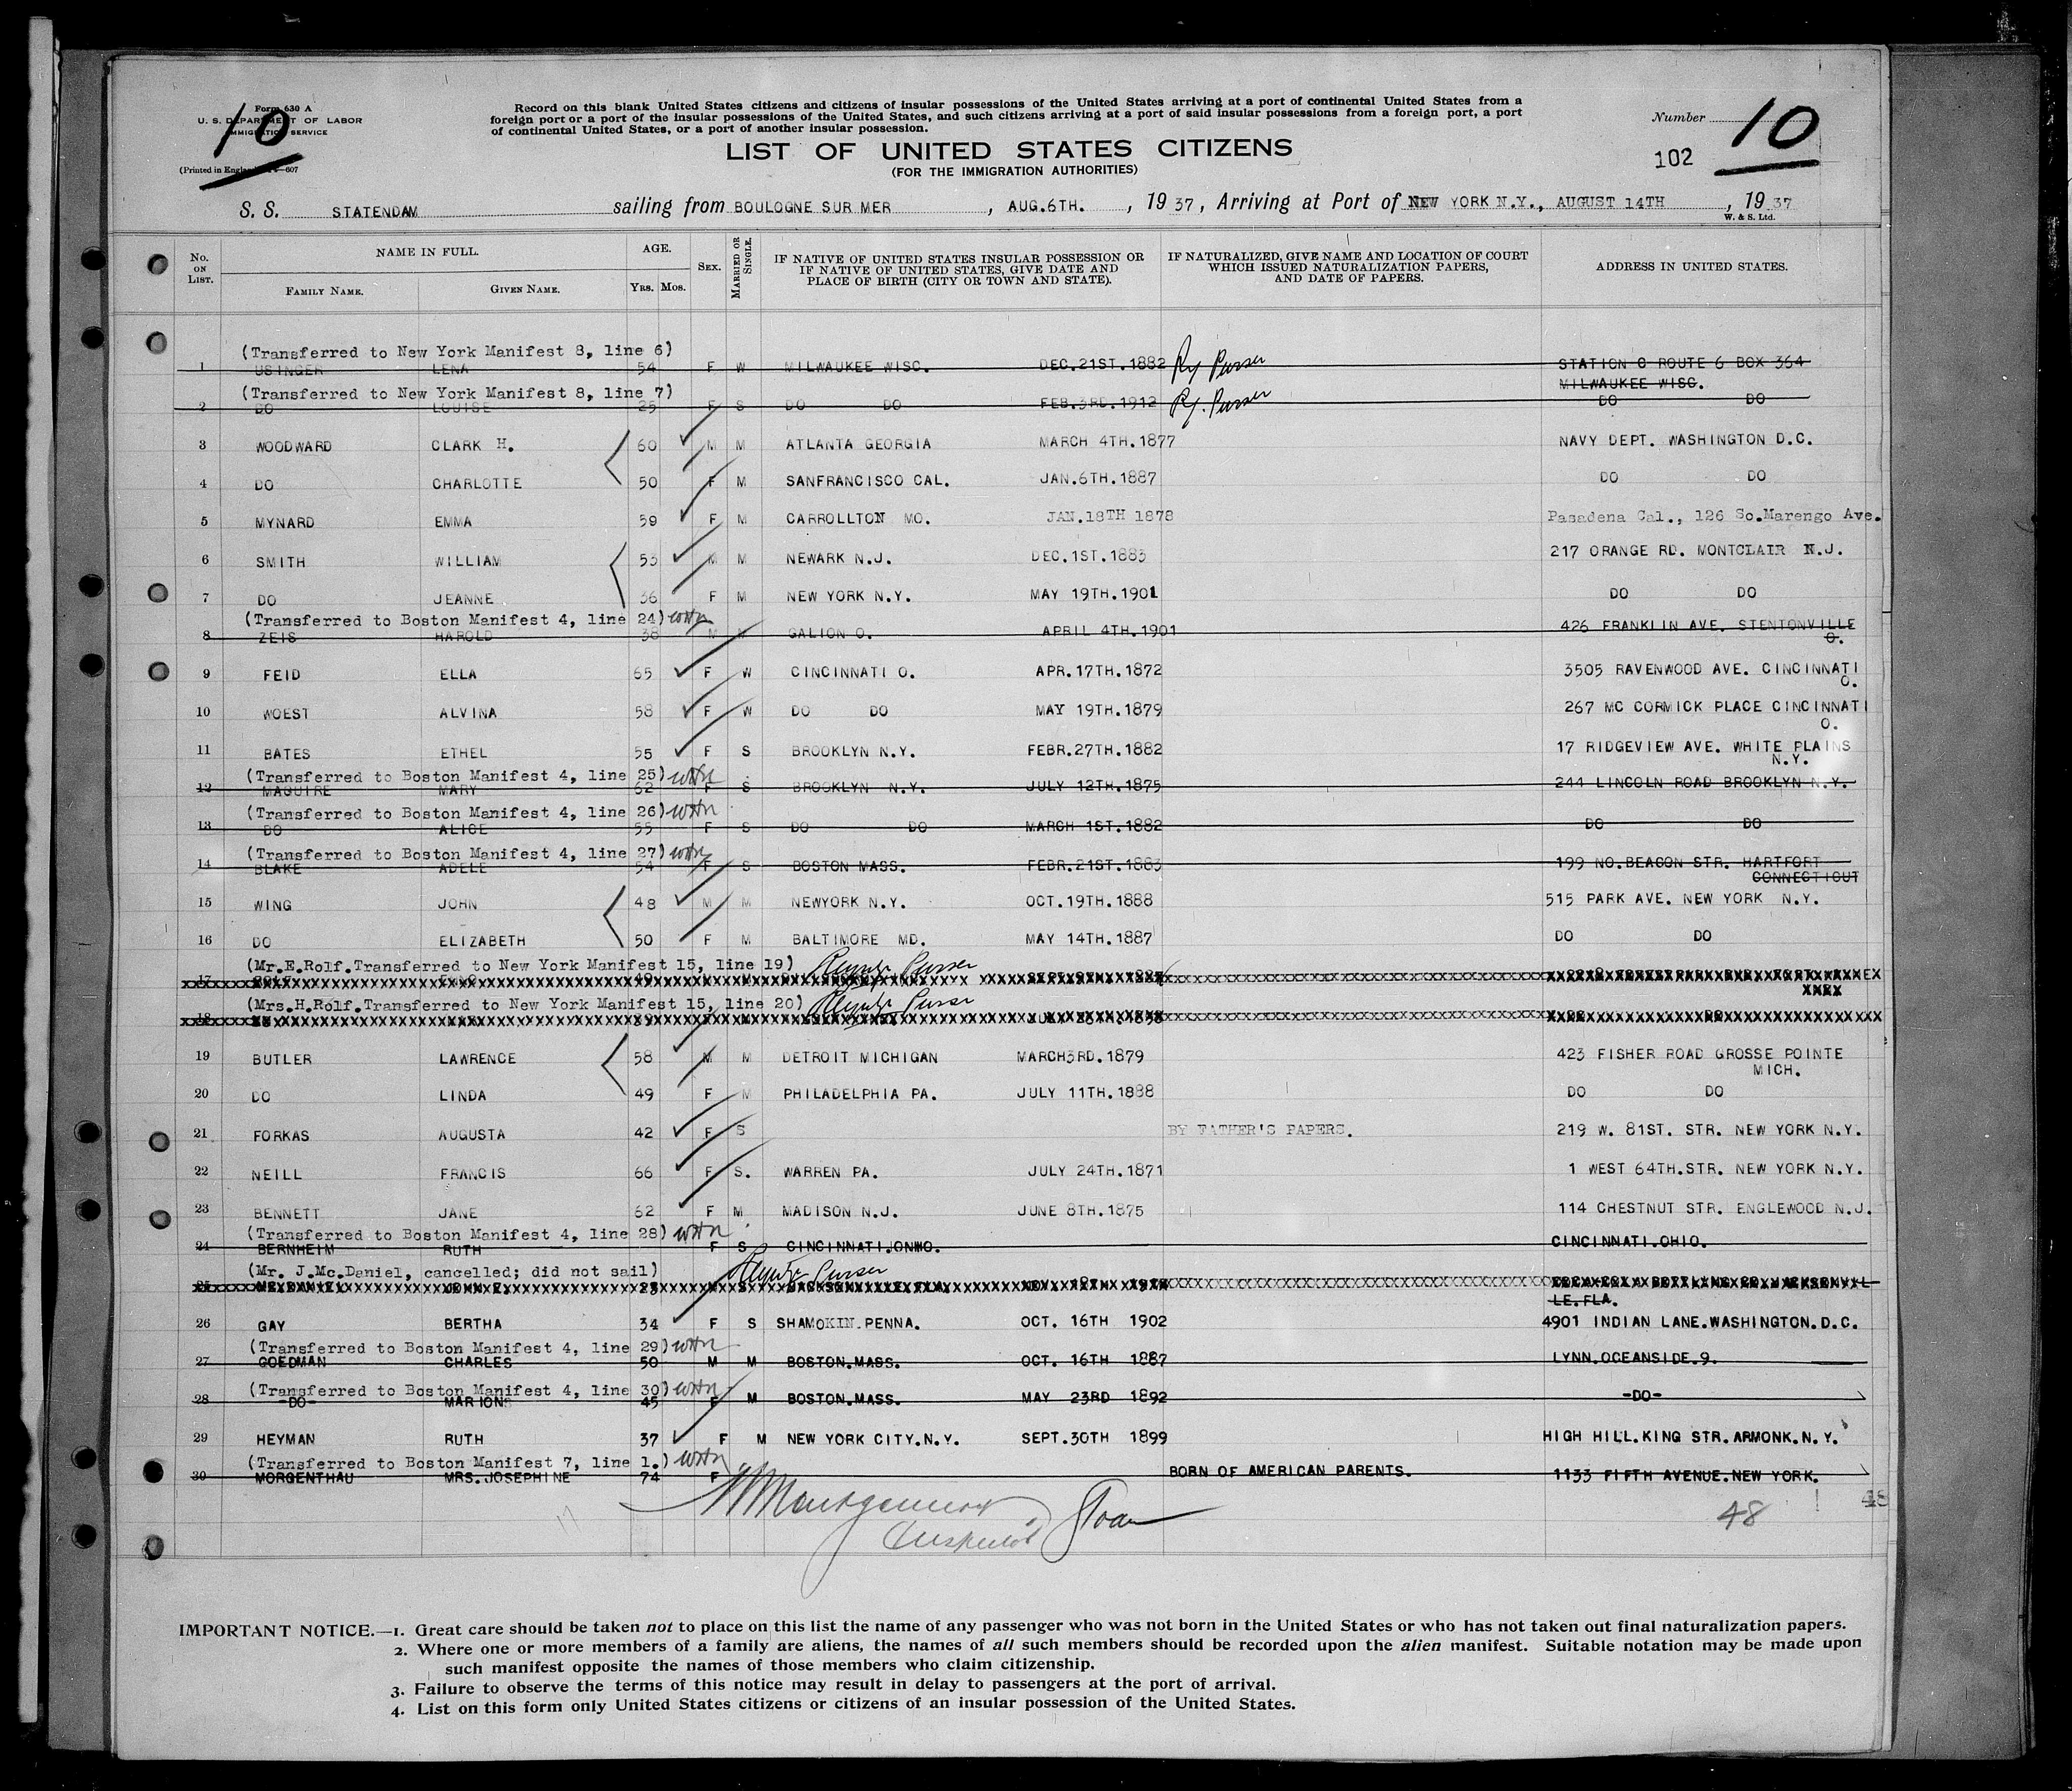 Form 630 A
U. S. DEPARTMENT OF LABOR
IMMIGRATION SERVICE
10
(Printed in England) 607
Record on this blank United States citizens and citizens of insular possessions of the United States arriving at a port of continental United States from a
foreign port or a port of the insular possessions of the United States, and such citizens arriving at a port of said insular possessions from a foreign port, a port
of continental United States, or a port of another insular possession.
LIST OF UNITED STATES CITIZENS
(FOR THE IMMIGRATION AUTHORITIES)
Number 10
102
S. S. STATENDAM sailing from BOULOGNE SUR MER, AUG.6TH., 1937, Arriving at Port of NEW YORK N.Y., AUGUST 14TH, 1937
W. & S. Ltd.
No. ON LIST. NAME IN FULL. FAMILY NAME. GIVEN NAME. AGE. YRS. MOS. SEX. MARRIED OR SINGLE. IF NATIVE OF UNITED STATES INSULAR POSSESSION OR IF NATIVE OF UNITED STATES, GIVE DATE AND PLACE OF BIRTH (CITY OR TOWN AND STATE). IF NATURALIZED, GIVE NAME AND LOCATION OF COURT WHICH ISSUED NATURALIZATION PAPERS, AND DATE OF PAPERS. ADDRESS IN UNITED STATES.
(Transferred to New York Manifest 8, line 6)
1 USINGER LENA 54 F W MILWAUKEE WISC. DEC.21ST.1882 Purser STATION C ROUTE 6 BOX 364
MILWAUKEE WISC.
(Transferred to New York Manifest 8, line 7)
2 DO LOUISE 25 F S DO DO FEB.3RD.1912 Purser DO DO
3 WOODWARD CLARK H. 60 M M ATLANTA GEORGIA MARCH 4TH.1877 NAVY DEPT. WASHINGTON D.C.
4 DO CHARLOTTE 50 F M SANFRANCISCO CAL. JAN.6TH.1887 DO DO
5 MYNARD EMMA 59 F M CARROLLTON MO. JAN.18TH 1878 Pasadena Cal., 126 So.Marengo Ave.
6 SMITH WILLIAM 53 M M NEWARK N.J. DEC.1ST.1883 217 ORANGE RD. MONTCLAIR N.J.
7 DO JEANNE 36 F M NEW YORK N.Y. MAY 19TH.1901 DO DO
(Transferred to Boston Manifest 4, line 24)
8 ZEIS HAROLD 38 M M GALION O. APRIL 4TH.1901 426 FRANKLIN AVE. STENTONVILLE
O.
9 FEID ELLA 65 F W CINCINNATI O. APR.17TH.1872 3505 RAVENWOOD AVE. CINCINNATI
O.
10 WOEST ALVINA 58 F W DO DO MAY 19TH.1879 267 MC CORMICK PLACE CINCINNATI
O.
11 BATES ETHEL 55 F S BROOKLYN N.Y. FEBR.27TH.1882 17 RIDGEVIEW AVE. WHITE PLAINS
N.Y.
(Transferred to Boston Manifest 4, line 25)
12 MAGUIRE MARY 62 F S BROOKLYN N.Y. JULY 12TH.1875 244 LINCOLN ROAD BROOKLYN N.Y.
(Transferred to Boston Manifest 4, line 26)
13 DO ALICE 55 F S DO DO MARCH 1ST.1882 DO DO
(Transferred to Boston Manifest 4, line 27)
14 BLAKE ADELE 54 F S BOSTON MASS. FEBR.21ST.1883 199 NO.BEACON STR. HARTFORT
CONNECTICUT
15 WING JOHN 48 M M NEWYORK N.Y. OCT.19TH.1888 515 PARK AVE. NEW YORK N.Y.
16 DO ELIZABETH 50 F M BALTIMORE MD. MAY 14TH.1887 DO DO
(Mr.E.Rolf.Transferred to New York Manifest 15, line 19) Purser
17
(Mrs.H.Rolf.Transferred to New York Manifest 15, line 20) Purser
18
19 BUTLER LAWRENCE 58 M M DETROIT MICHIGAN MARCH3RD.1879 423 FISHER ROAD GROSSE POINTE
MICH.
20 DO LINDA 49 F M PHILADELPHIA PA. JULY 11TH.1888 DO DO
21 FORKAS AUGUSTA 42 F S BY FATHER'S PAPERS. 219 W. 81ST. STR. NEW YORK N.Y.
22 NEILL FRANCIS 66 F S. WARREN PA. JULY 24TH.1871 1 WEST 64TH.STR. NEW YORK N.Y.
23 BENNETT JANE 62 F M MADISON N.J. JUNE 8TH.1875 114 CHESTNUT STR. ENGLEWOOD N.J.
(Transferred to Boston Manifest 4, line 28)
24 BERNHEIM RUTH F S CINCINNATI. CINCINNATI.OHIO.
(Mr. J.Mc.Daniel, cancelled; did not sail) Purser
25
LE.FLA.
26 GAY BERTHA 34 F S SHAMOKIN.PENNA. OCT. 16TH 1902 4901 INDIAN LANE.WASHINGTON.D.C.
(Transferred to Boston Manifest 4, line 29)
27 GOEDMAN CHARLES 50 M M BOSTON.MASS. OCT. 16TH 1887 LYNN.OCEANSIDE.9.
(Transferred to Boston Manifest 4, line 30)
28 -DO- MARION 45 F M BOSTON.MASS. MAY 23RD 1892 -DO-
29 HEYMAN RUTH 37 F M NEW YORK CITY.N.Y. SEPT.30TH 1899 HIGH HILL.KING STR.ARMONK.N.Y.
(Transferred to Boston Manifest 7, line 1.)
30 MORGENTHAU MRS.JOSEPHINE 74 F BORN OF AMERICAN PARENTS. 1133 FIFTH AVENUE.NEW YORK.
Montgomery
48
48
IMPORTANT NOTICE.—1. Great care should be taken not to place on this list the name of any passenger who was not born in the United States or who has not taken out final naturalization papers.
2. Where one or more members of a family are aliens, the names of all such members should be recorded upon the alien manifest. Suitable notation may be made upon
such manifest opposite the names of those members who claim citizenship.
3. Failure to observe the terms of this notice may result in delay to passengers at the port of arrival.
4. List on this form only United States citizens or citizens of an insular possession of the United States.